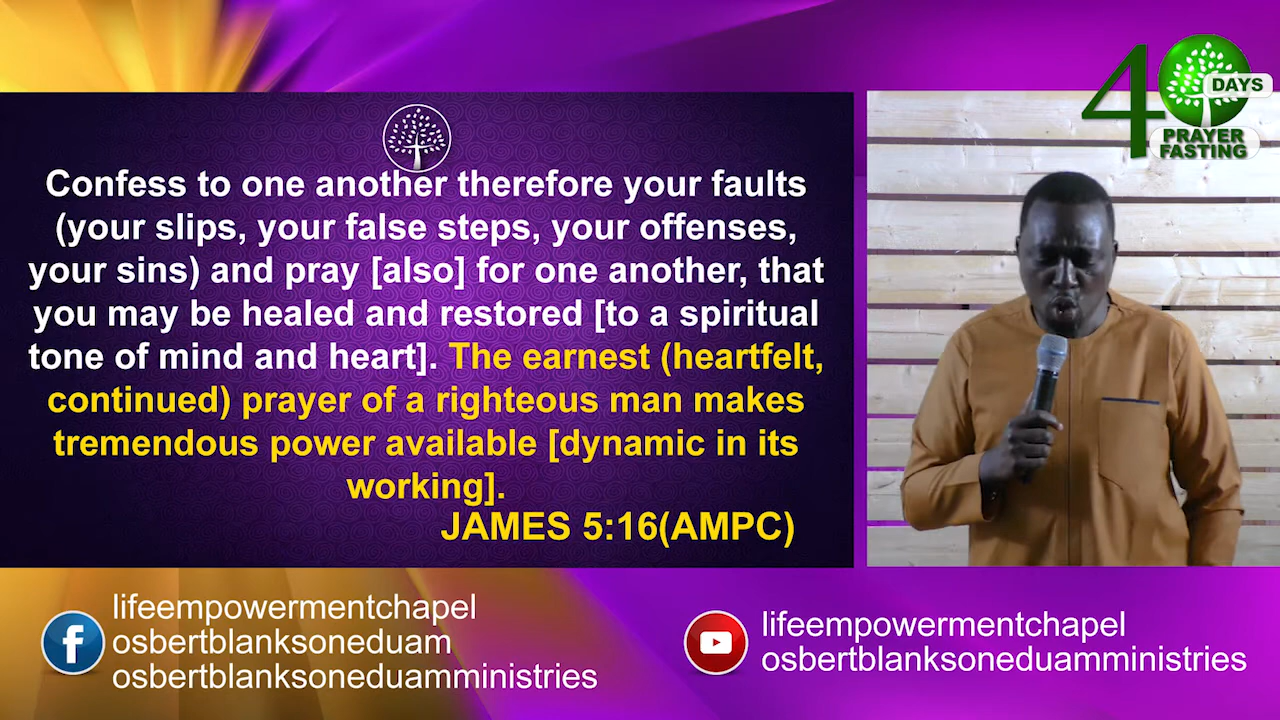 Confess to one another therefore your faults
(your slips, your false steps, your offenses,
your sins) and pray [also] for one another, that
you may be healed and restored [to a spiritual
tone of mind and heart]. The earnest (heartfelt,
continued) prayer of a righteous man makes
tremendous power available [dynamic in its
working].
JAMES 5:16(AMPC)
40
DAYS
PRAYER
FASTING
lifeempowermentchapel
osbertblanksoneduam
osbertblanksoneduamministries
lifeempowermentchapel
osbertblanksoneduamministries